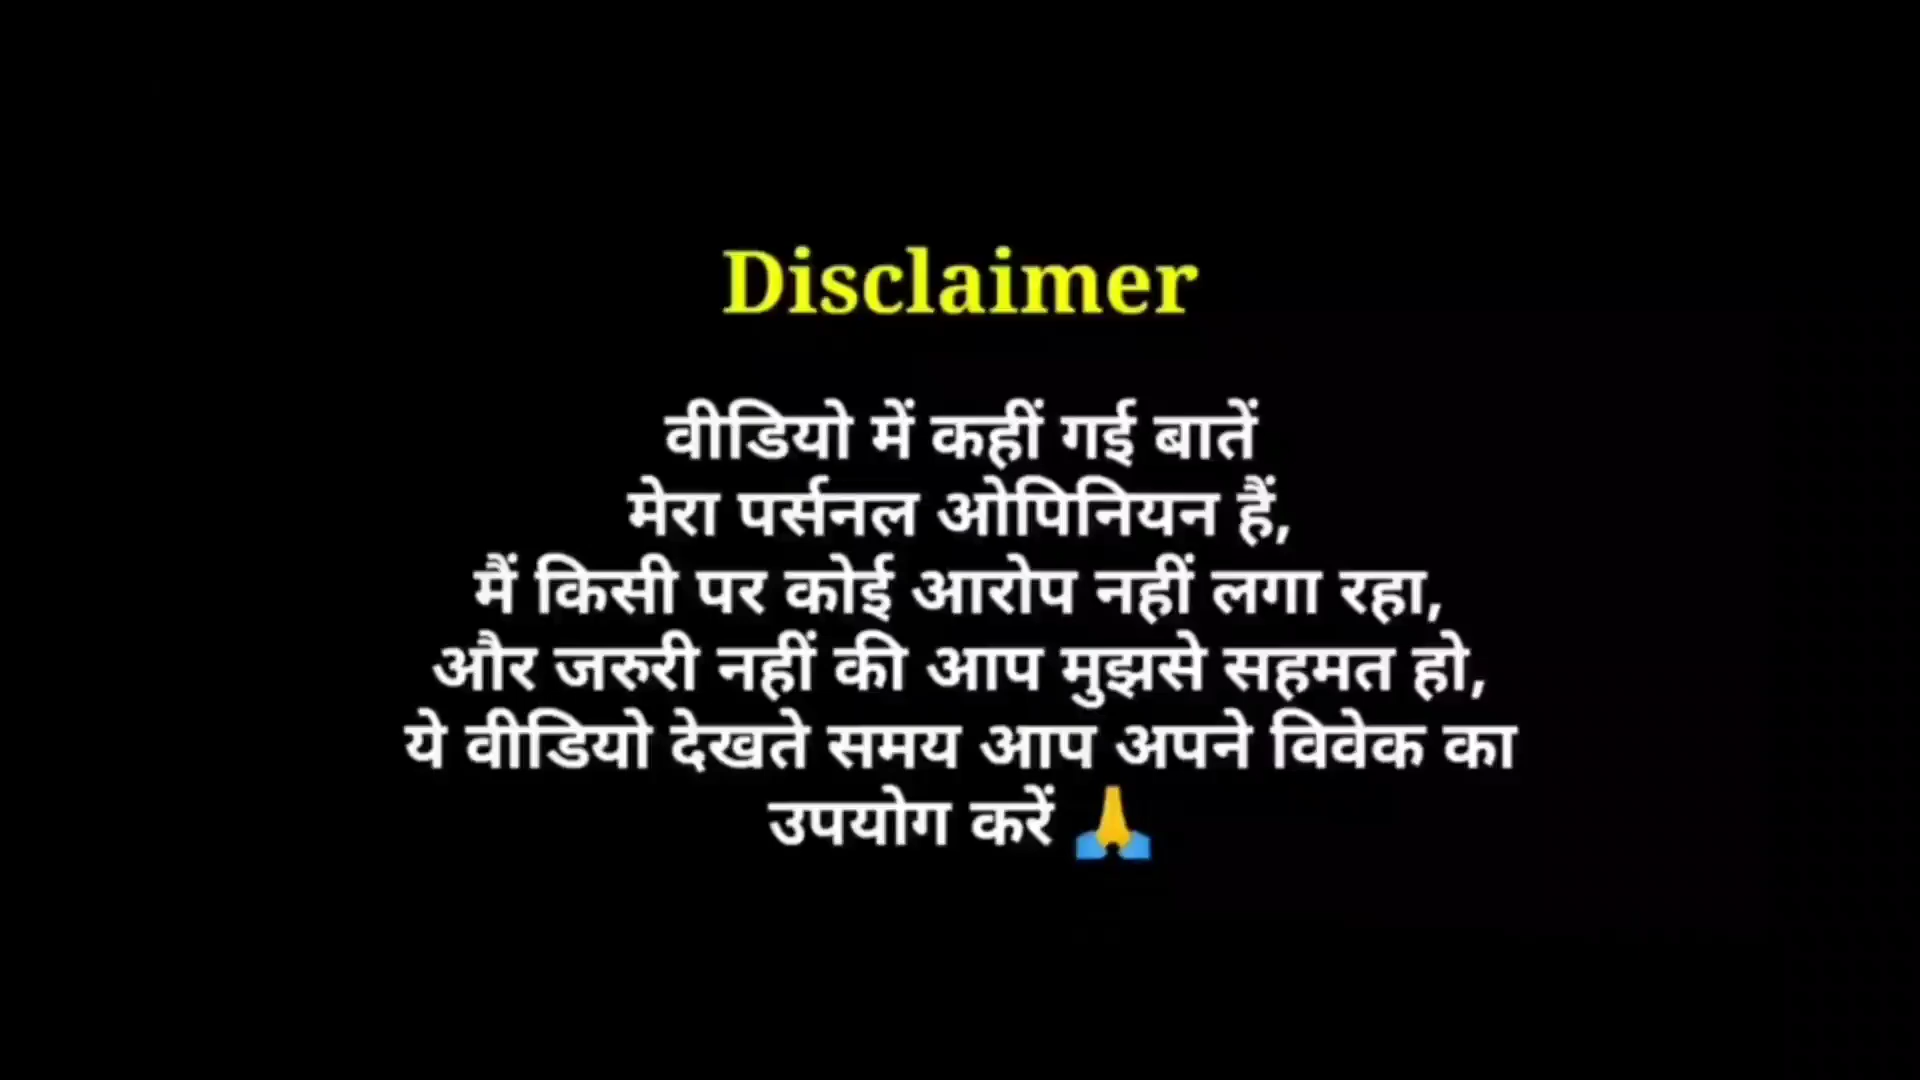 Disclaimer
वीडियो में कहीं गई बातें
मेरा पर्सनल ओपिनियन हैं,
मैं किसी पर कोई आरोप नहीं लगा रहा,
और जरुरी नहीं की आप मुझसे सहमत हो,
ये वीडियो देखते समय आप अपने विवेक का
उपयोग करें 🙏